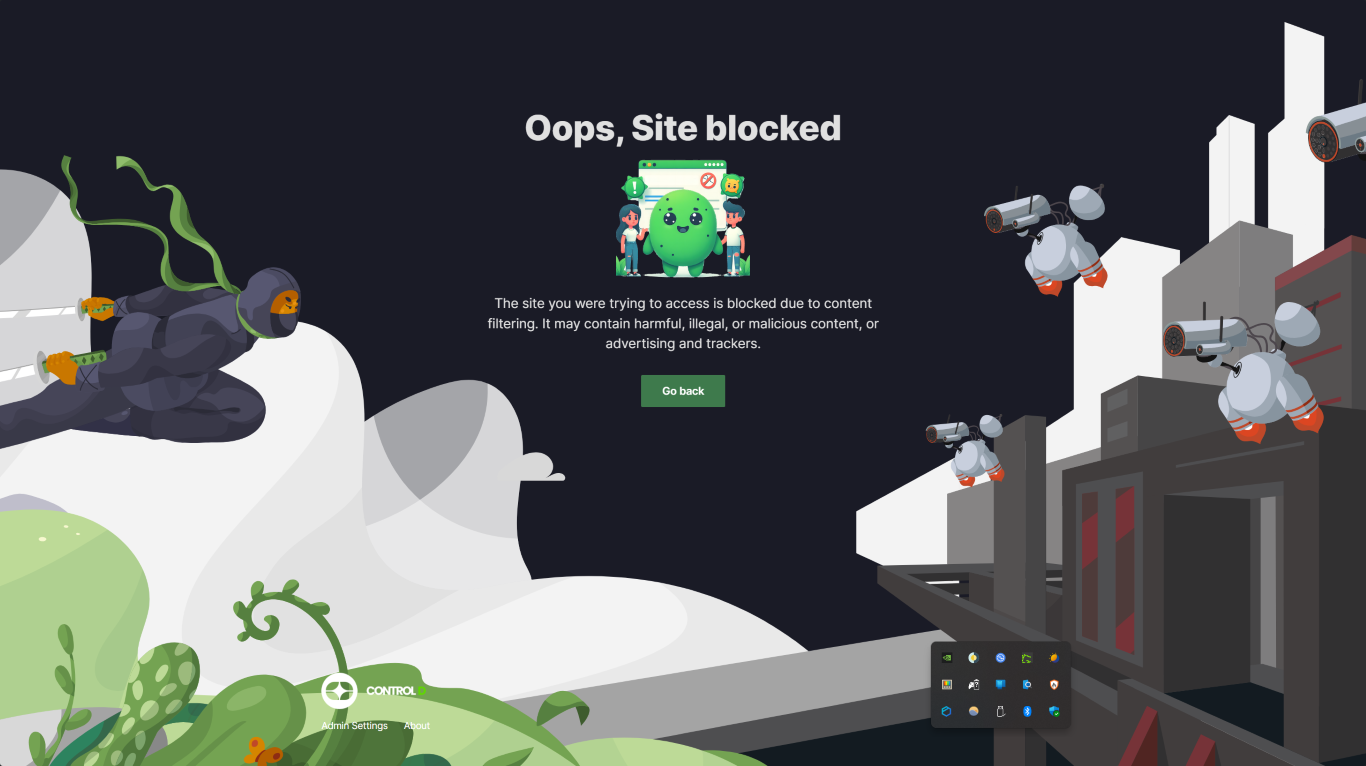 Oops, Site blocked
The site you were trying to access is blocked due to content
filtering. It may contain harmful, illegal, or malicious content, or
advertising and trackers.
Go back
CONTROL D
Admin Settings About